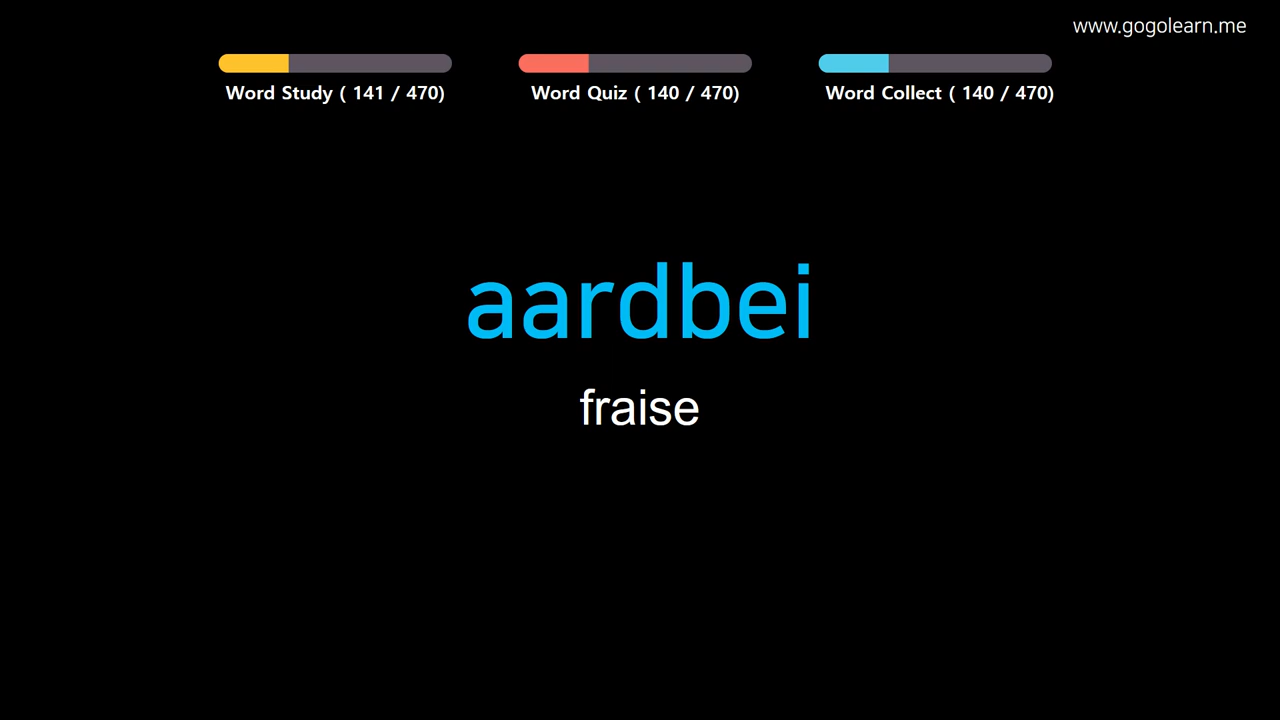 www.gogolearn.me
Word Study ( 141 / 470)
Word Quiz ( 140 / 470)
Word Collect ( 140 / 470)
aardbei
fraise